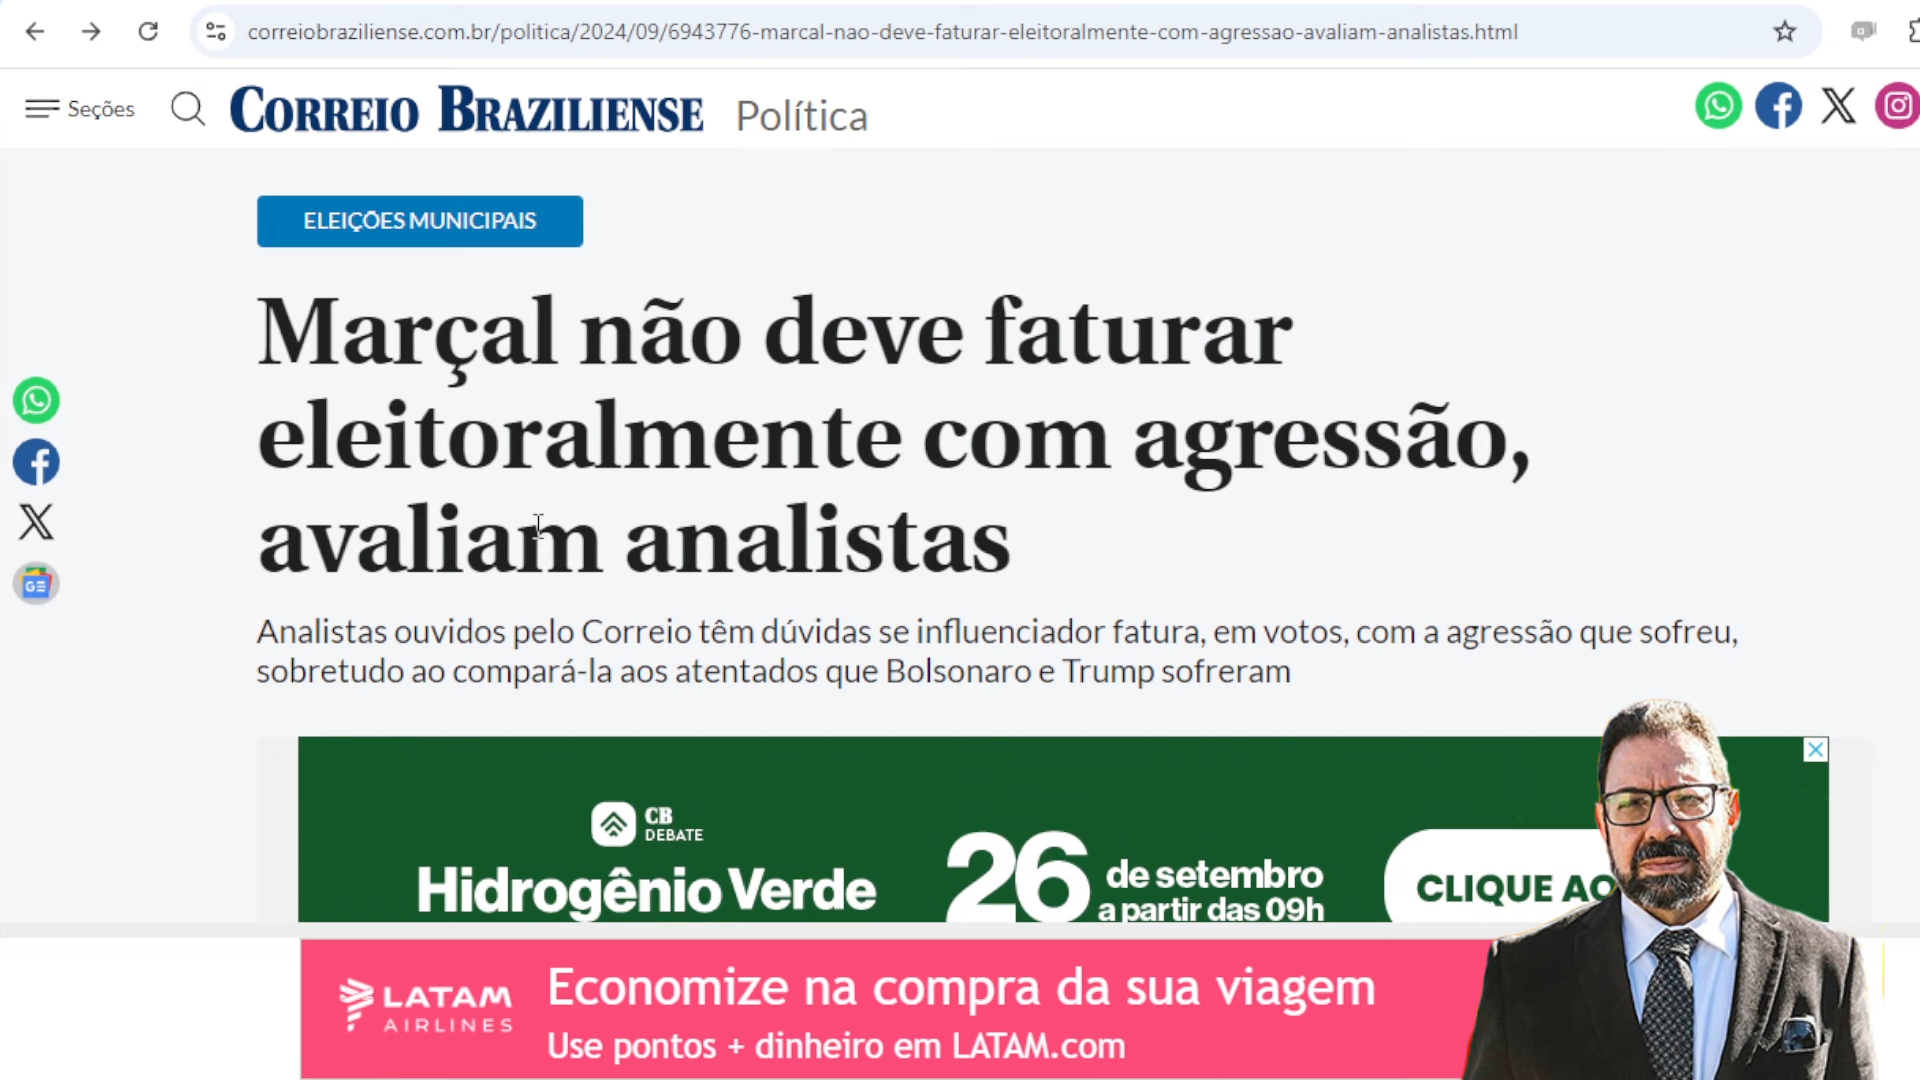 correiobraziliense.com.br/politica/2024/09/6943776-marcal-nao-deve-faturar-eleitoralmente-com-agressao-avaliam-analistas.html
Seções
CORREIO BRAZILIENSE Política
ELEIÇÕES MUNICIPAIS
Marçal não deve faturar
eleitoralmente com agressão,
avaliam analistas
Analistas ouvidos pelo Correio têm dúvidas se influenciador fatura, em votos, com a agressão que sofreu,
sobretudo ao compará-la aos atentados que Bolsonaro e Trump sofreram
CB
DEBATE
Hidrogênio Verde
26 de setembro
a partir das 09h
CLIQUE
LATAM
AIRLINES
Economize na compra da sua viagem
Use pontos + dinheiro em LATAM.com